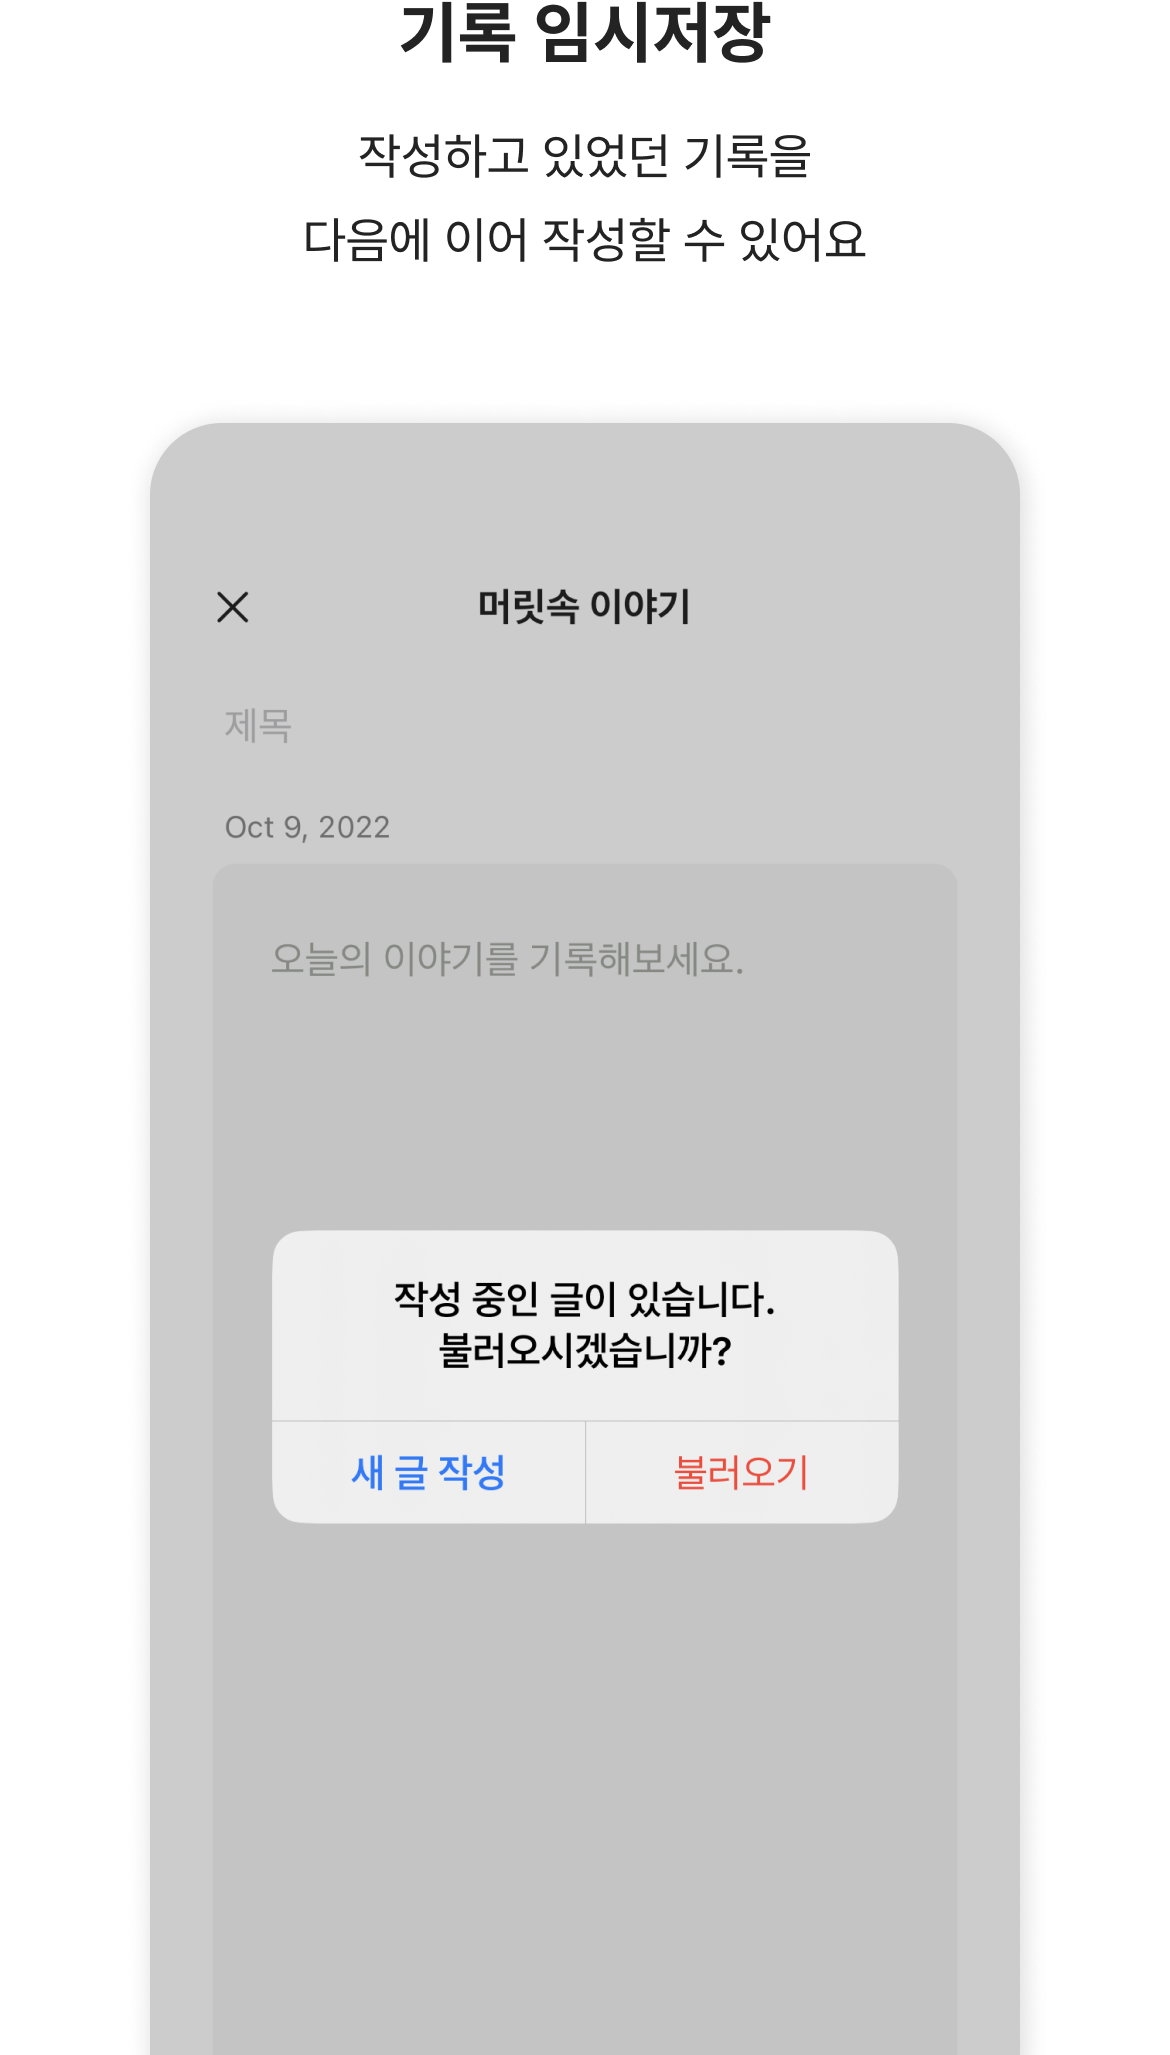 기록 임시저장
작성하고 있었던 기록을
다음에 이어 작성할 수 있어요
머릿속 이야기
제목
Oct 9, 2022
오늘의 이야기를 기록해보세요.
작성 중인 글이 있습니다.
불러오시겠습니까?
새 글 작성
불러오기